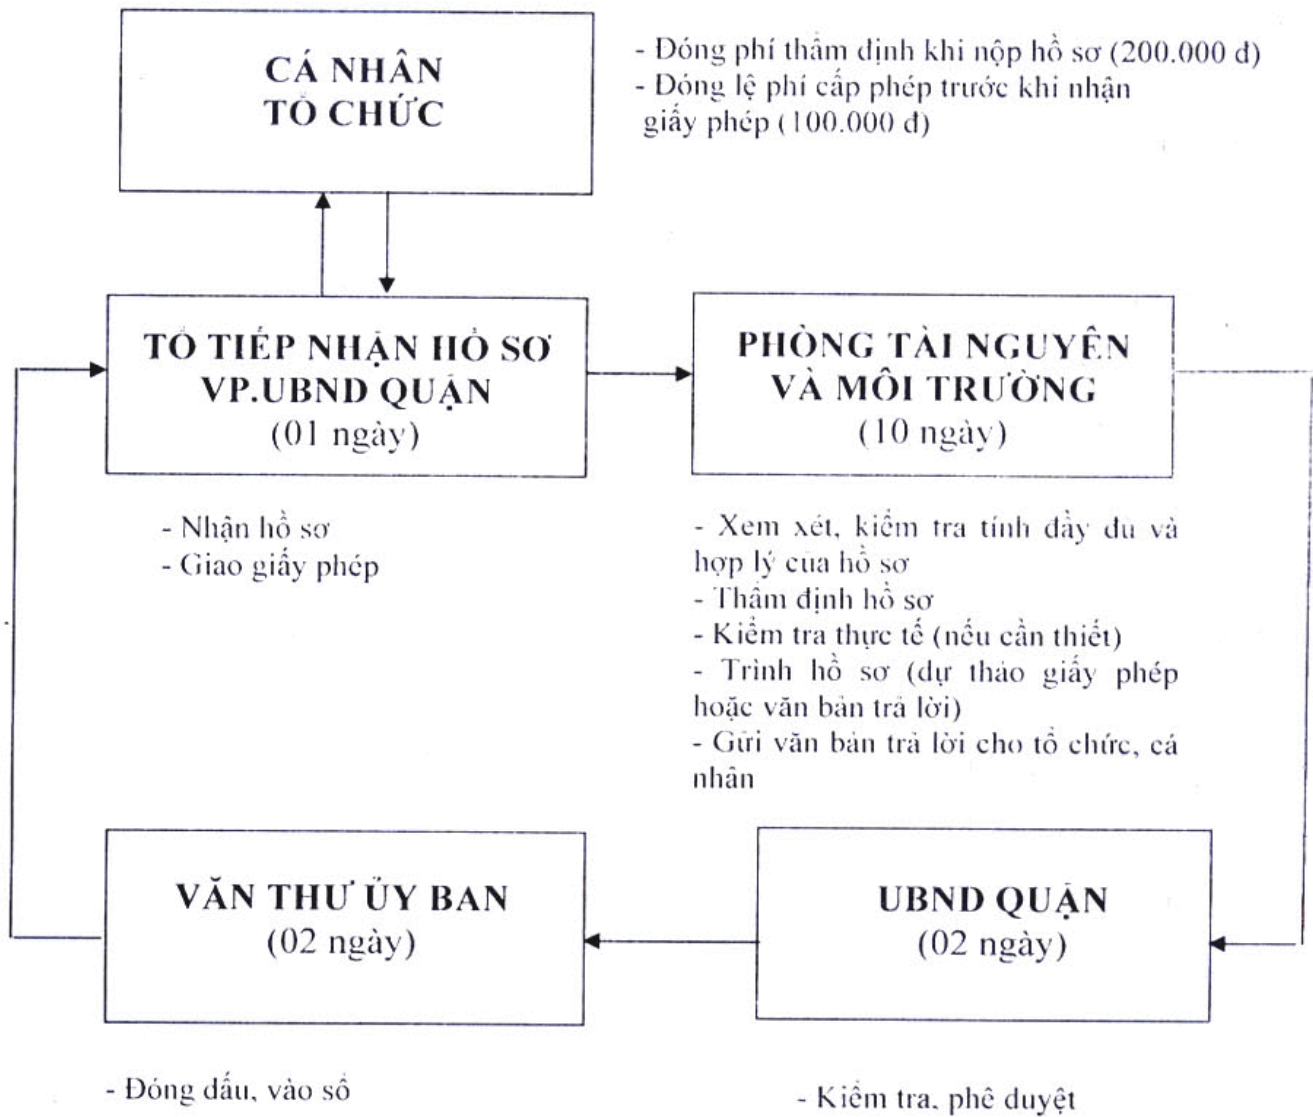 CÁ NHÂN
TỔ CHỨC
- Đóng phí thẩm định khi nộp hồ sơ (200.000 đ)
- Đóng lệ phí cấp phép trước khi nhận
giấy phép (100.000 đ)
TỔ TIẾP NHẬN HỒ SƠ
VP.UBND QUẬN
(01 ngày)
PHÒNG TÀI NGUYÊN
VÀ MÔI TRƯỜNG
(10 ngày)
- Nhận hồ sơ
- Giao giấy phép
- Xem xét, kiểm tra tính đầy đủ và
hợp lý của hồ sơ
- Thẩm định hồ sơ
- Kiểm tra thực tế (nếu cần thiết)
- Trình hồ sơ (dự thảo giấy phép
hoặc văn bản trả lời)
- Gửi văn bản trả lời cho tổ chức, cá
nhân
VĂN THƯ ỦY BAN
(02 ngày)
UBND QUẬN
(02 ngày)
- Đóng dấu, vào sổ
- Kiểm tra, phê duyệt